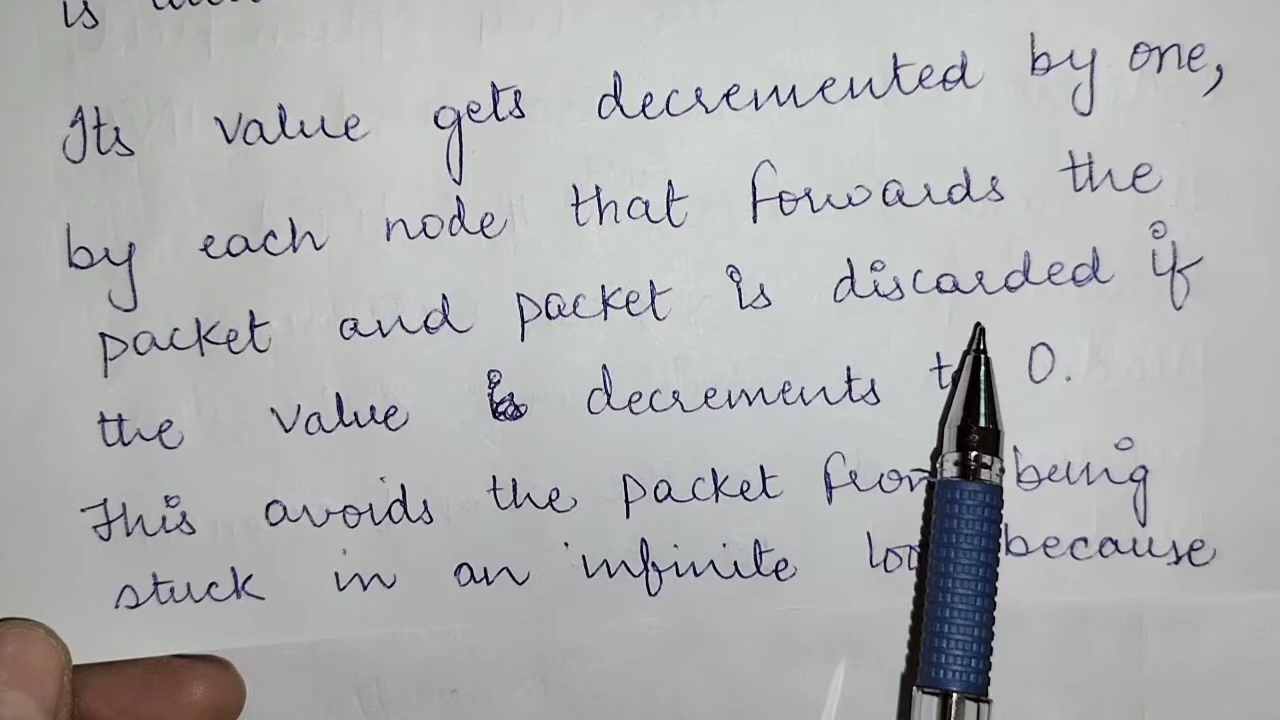 is
Its value gets decremented by one,
by each node that forwards the
packet and packet is discarded if
the value decrements 0.
This avoids the packet from being
stuck in an infinite because